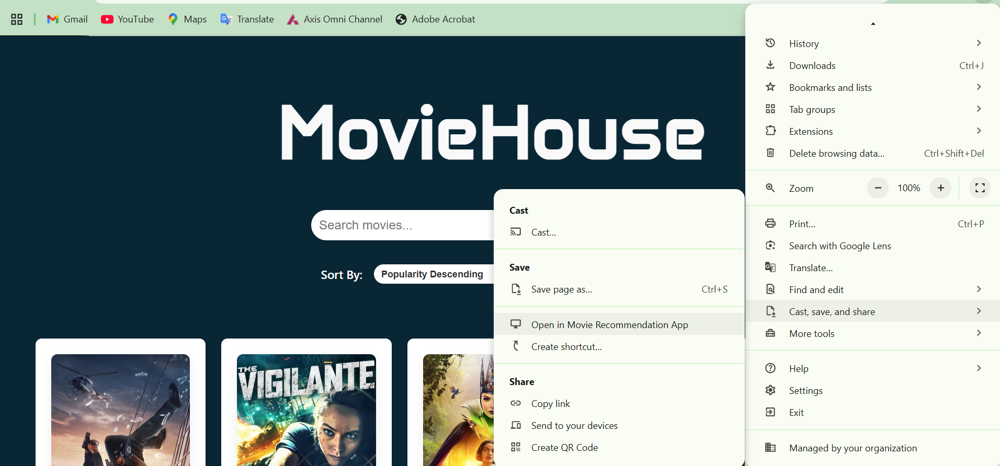 Gmail YouTube Maps Translate Axis Omni Channel Adobe Acrobat
MovieHouse
Search movies...
Sort By: Popularity Descending
THE
VIGILANTE
Cast
Cast...
Save
Save page as... Ctrl+S
Open in Movie Recommendation App
Create shortcut...
Share
Copy link
Send to your devices
Create QR Code
History
Downloads Ctrl+J
Bookmarks and lists
Tab groups
Extensions
Delete browsing data... Ctrl+Shift+Del
Zoom − 100% +
Print... Ctrl+P
Search with Google Lens
Translate...
Find and edit
Cast, save, and share
More tools
Help
Settings
Exit
Managed by your organization